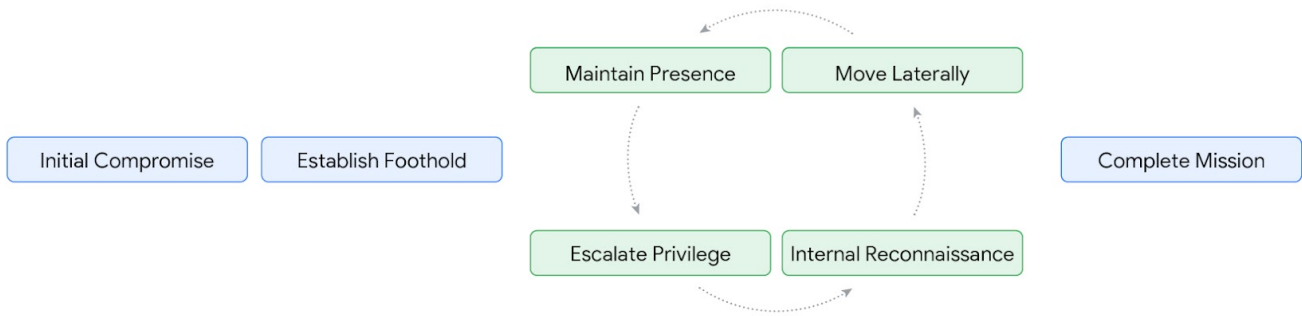 Initial Compromise
Establish Foothold
Maintain Presence
Move Laterally
Escalate Privilege
Internal Reconnaissance
Complete Mission